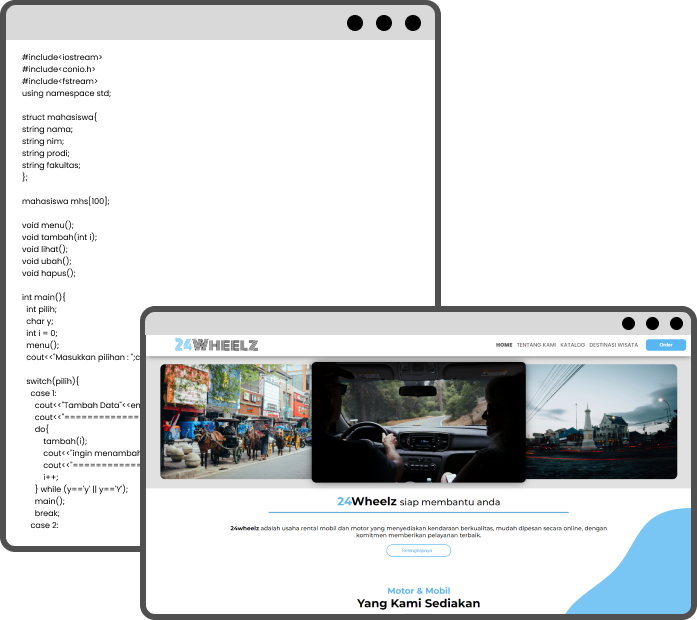 #include<iostream>
#include<conio.h>
#include<fstream>
using namespace std;
struct mahasiswa{
string nama;
string nim;
string prodi;
string fakultas;
};
mahasiswa mhs[100];
void menu();
void tambah(int i);
void lihat();
void ubah();
void hapus();
int main(){
int pilih;
char y;
int i = 0;
menu();
cout<<"Masukkan pilihan : ";c
switch(pilih){
case 1:
cout<<"Tambah Data"<<en
cout<<"==============
do{
tambah(i);
cout<<"ingin menambah
cout<<"============
i++;
} while (y=='y' || y=='Y');
main();
break;
case 2:
24WHEELZ
HOME TENTANG KAMI KATALOG DESTINASI WISATA Order
24Wheelz siap membantu anda
24wheelz adalah usaha rental mobil dan motor yang menyediakan kendaraan berkualitas, mudah dipesan secara online, dengan
komitmen memberikan pelayanan terbaik.
Selengkapnya
Motor & Mobil
Yang Kami Sediakan